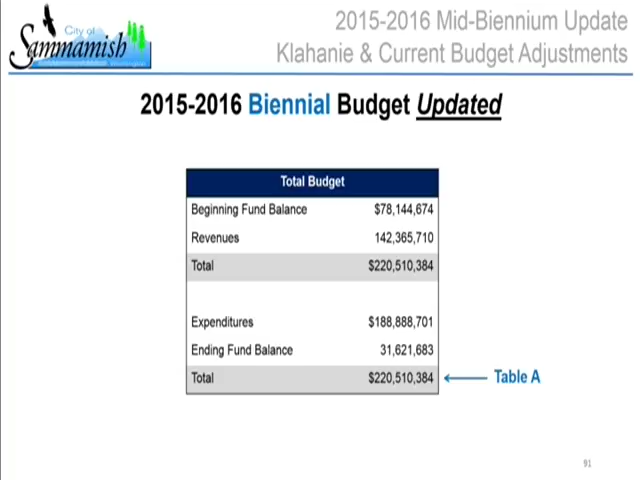 City of
Sammamish
2015-2016 Mid-Biennium Update
Klahanie & Current Budget Adjustments
2015-2016 Biennial Budget Updated
Total Budget
Beginning Fund Balance $78,144,674
Revenues 142,365,710
Total $220,510,384
Expenditures $188,888,701
Ending Fund Balance 31,621,683
Total $220,510,384 Table A
91